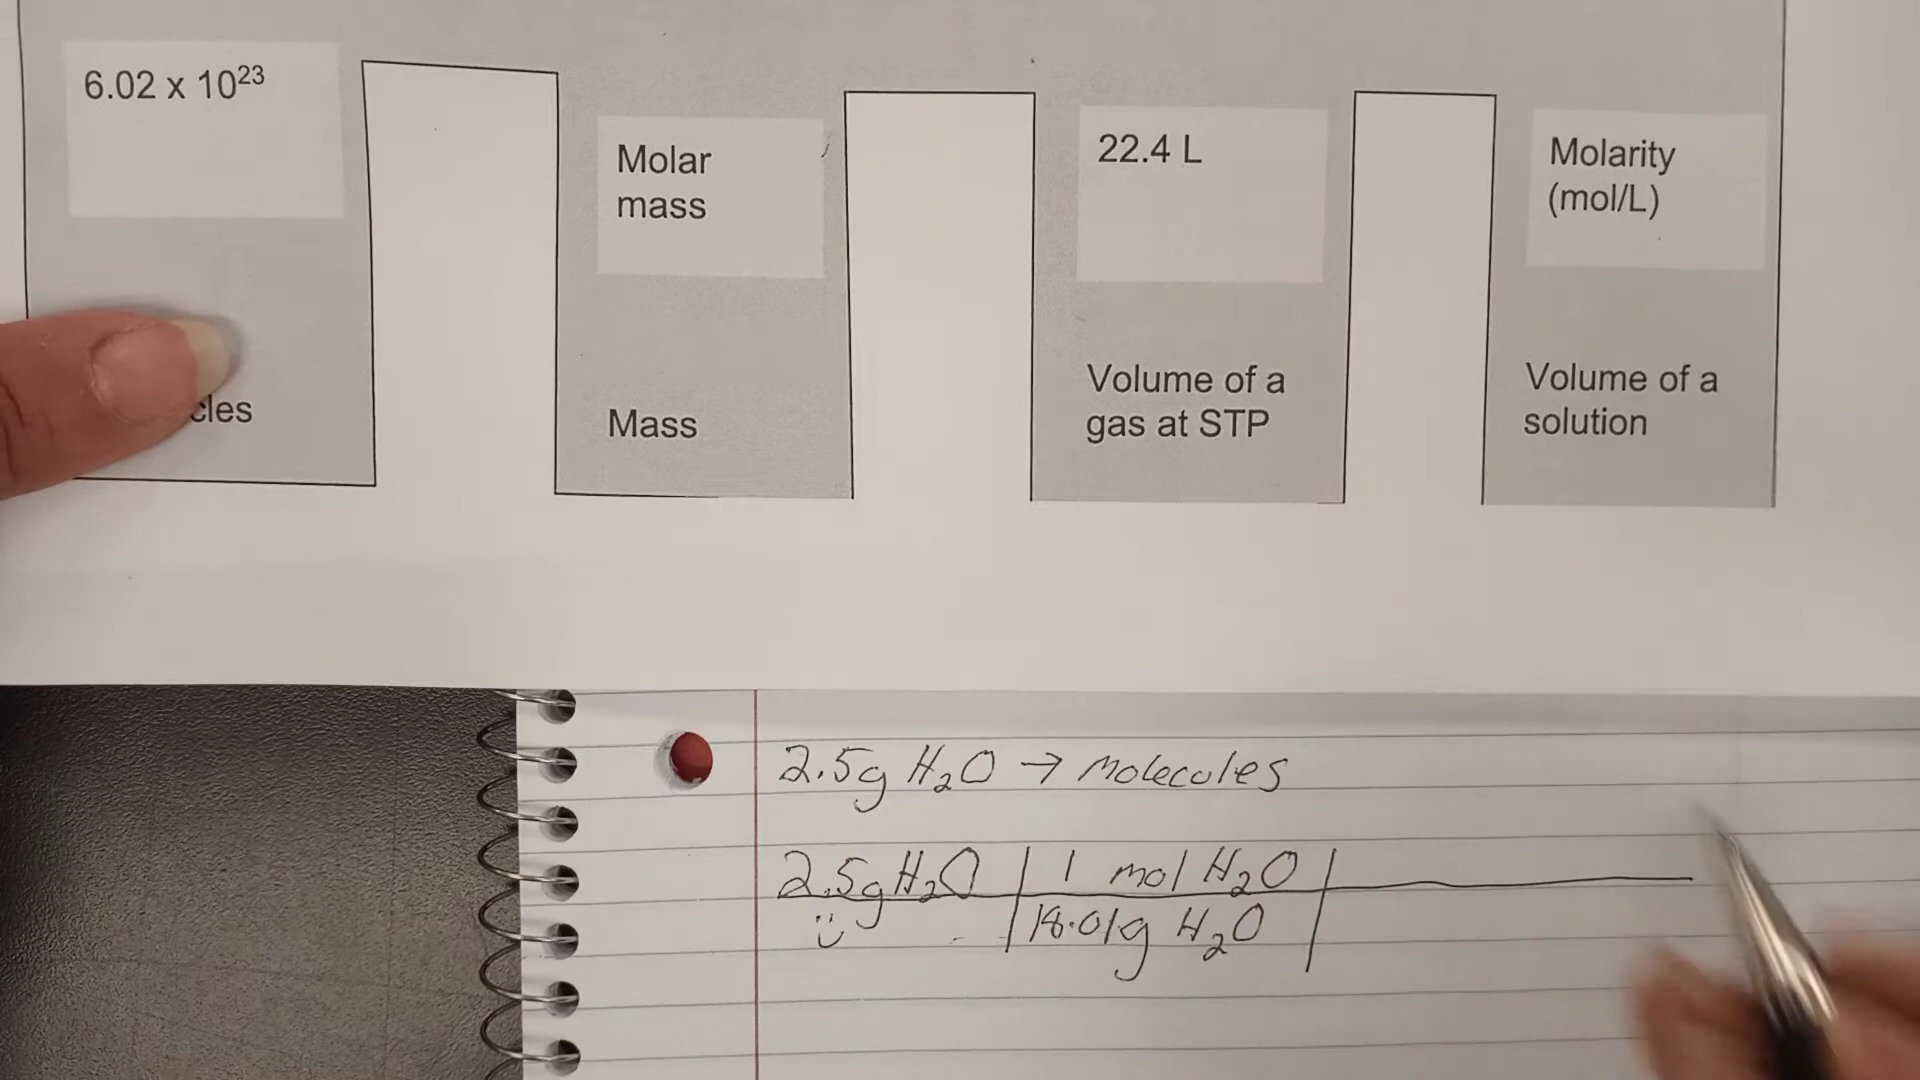 6.02 x 10²³
Molar
mass
22.4 L
Molarity
(mol/L)
Mass
Volume of a
gas at STP
Volume of a
solution
2.5g H₂O → molecules
2.5g H₂O | 1 mol H₂O |
18.01g H₂O